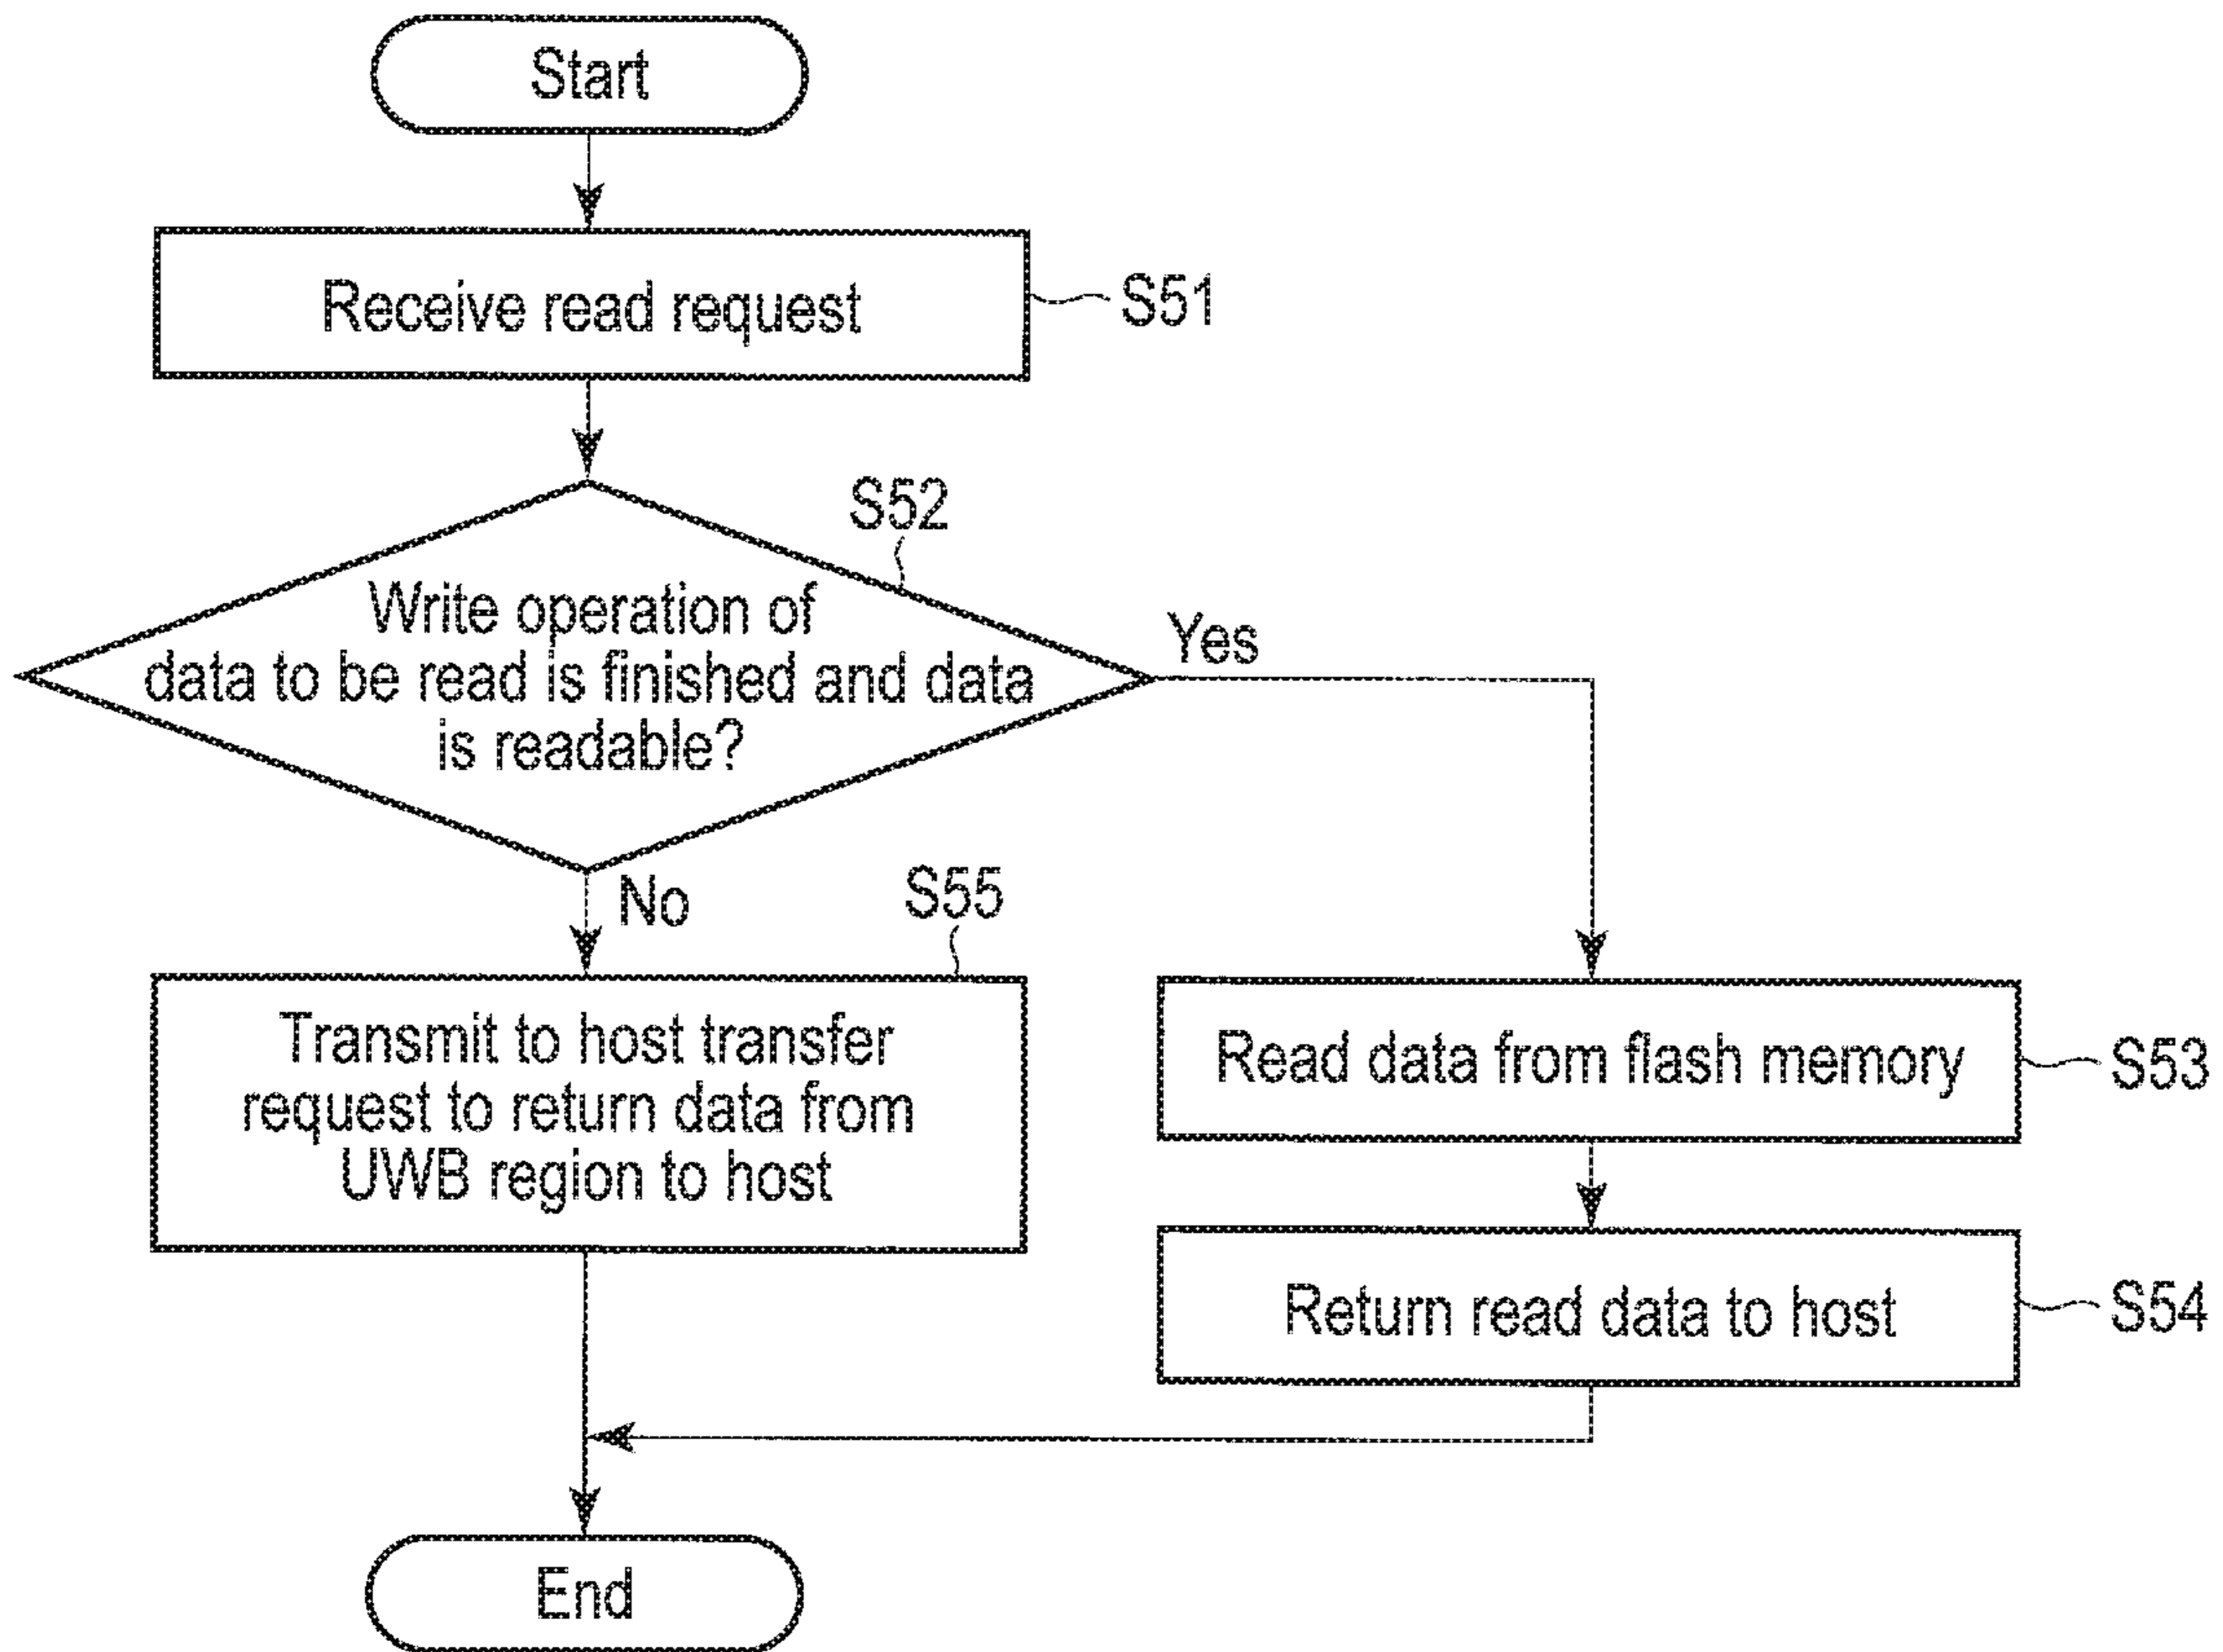 Start
Receive read request
S51
S52
Write operation of
data to be read is finished and data
is readable?
Yes
No
S55
Transmit to host transfer
request to return data from
UWB region to host
Read data from flash memory
S53
Return read data to host
S54
End